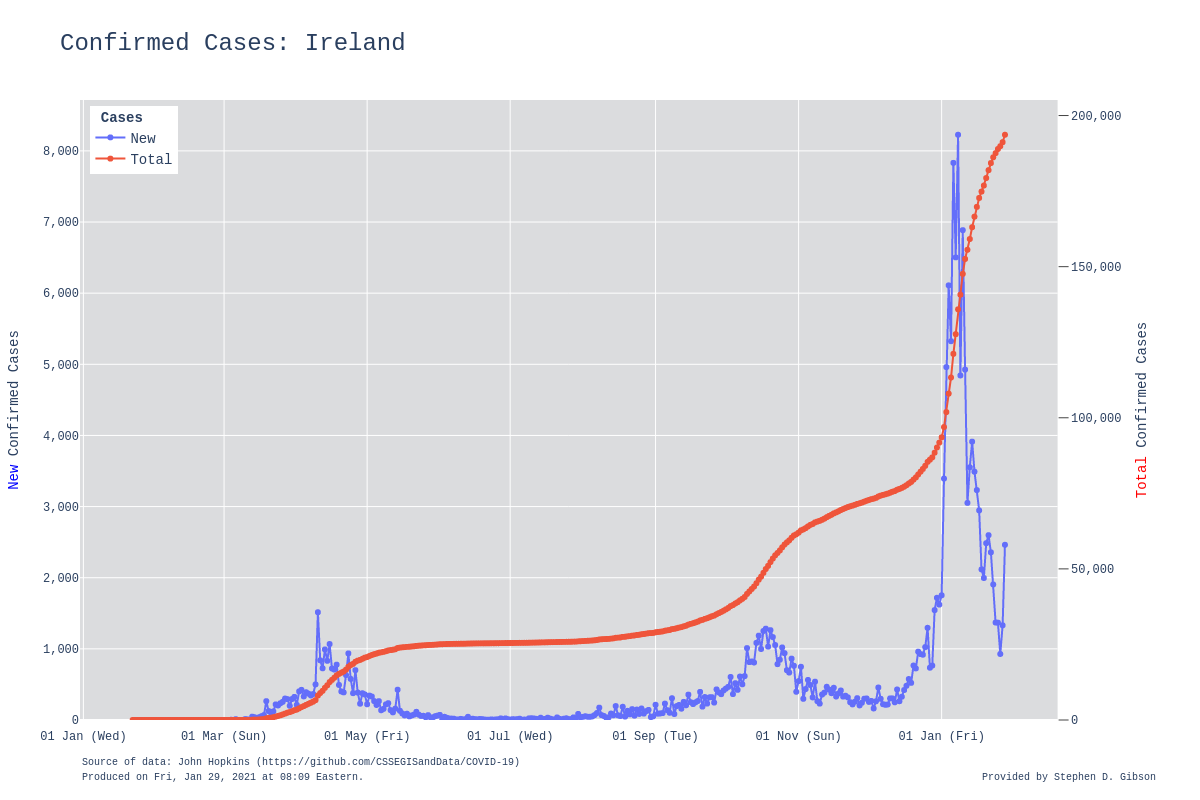 Confirmed Cases: Ireland
Cases
New
Total
8,000
7,000
6,000
5,000
4,000
3,000
2,000
1,000
0
New Confirmed Cases
200,000
150,000
100,000
50,000
0
Total Confirmed Cases
01 Jan (Wed)
01 Mar (Sun)
01 May (Fri)
01 Jul (Wed)
01 Sep (Tue)
01 Nov (Sun)
01 Jan (Fri)
Source of data: John Hopkins (https://github.com/CSSEGISandData/COVID-19)
Produced on Fri, Jan 29, 2021 at 08:09 Eastern.
Provided by Stephen D. Gibson